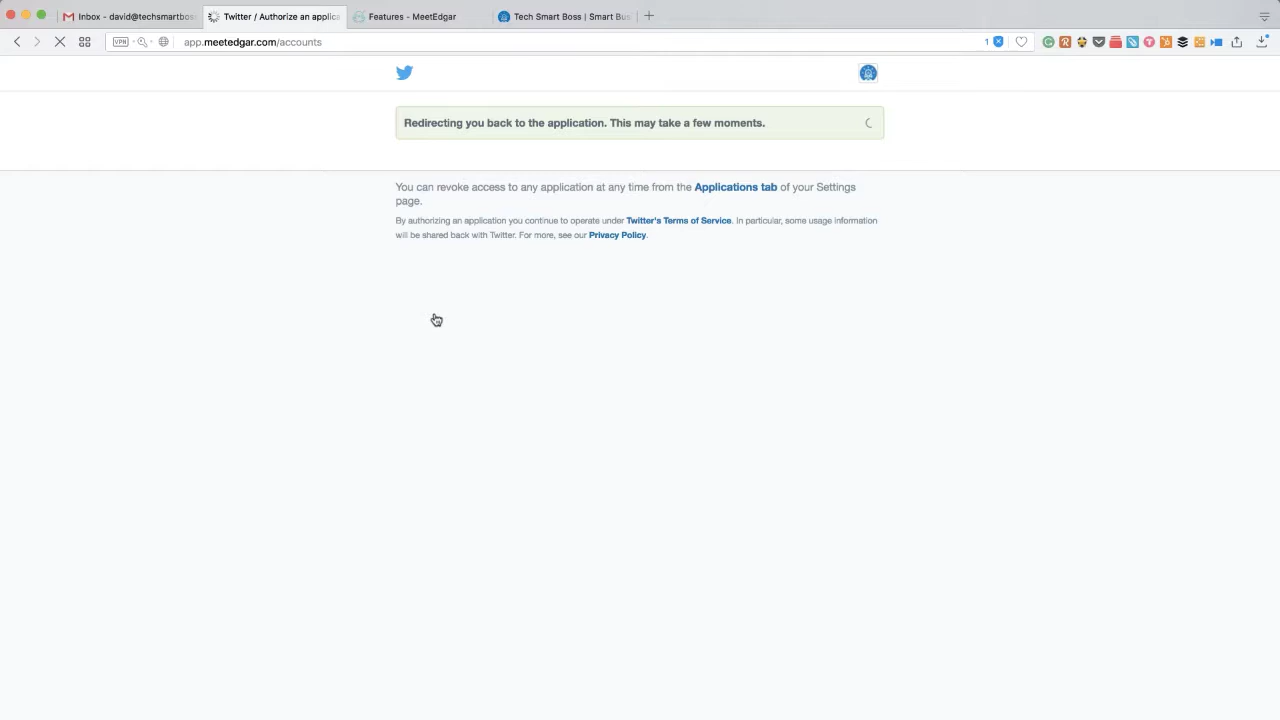 Inbox - david@techsmartbos
Twitter / Authorize an applica
Features - MeetEdgar
Tech Smart Boss | Smart Bus
VPN
app.meetedgar.com/accounts
1
Redirecting you back to the application. This may take a few moments.
You can revoke access to any application at any time from the Applications tab of your Settings
page.
By authorizing an application you continue to operate under Twitter's Terms of Service. In particular, some usage information
will be shared back with Twitter. For more, see our Privacy Policy.